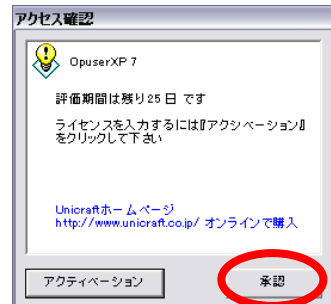 アクセス確認
OpuserXP 7
評価期間は残り25 日 です
ライセンスを入力するには『アクシベーション』
をクリックして下さい
Unicraftホームページ
http://www.unicraft.co.jp/ オンラインで購入
アクティベーション
承認